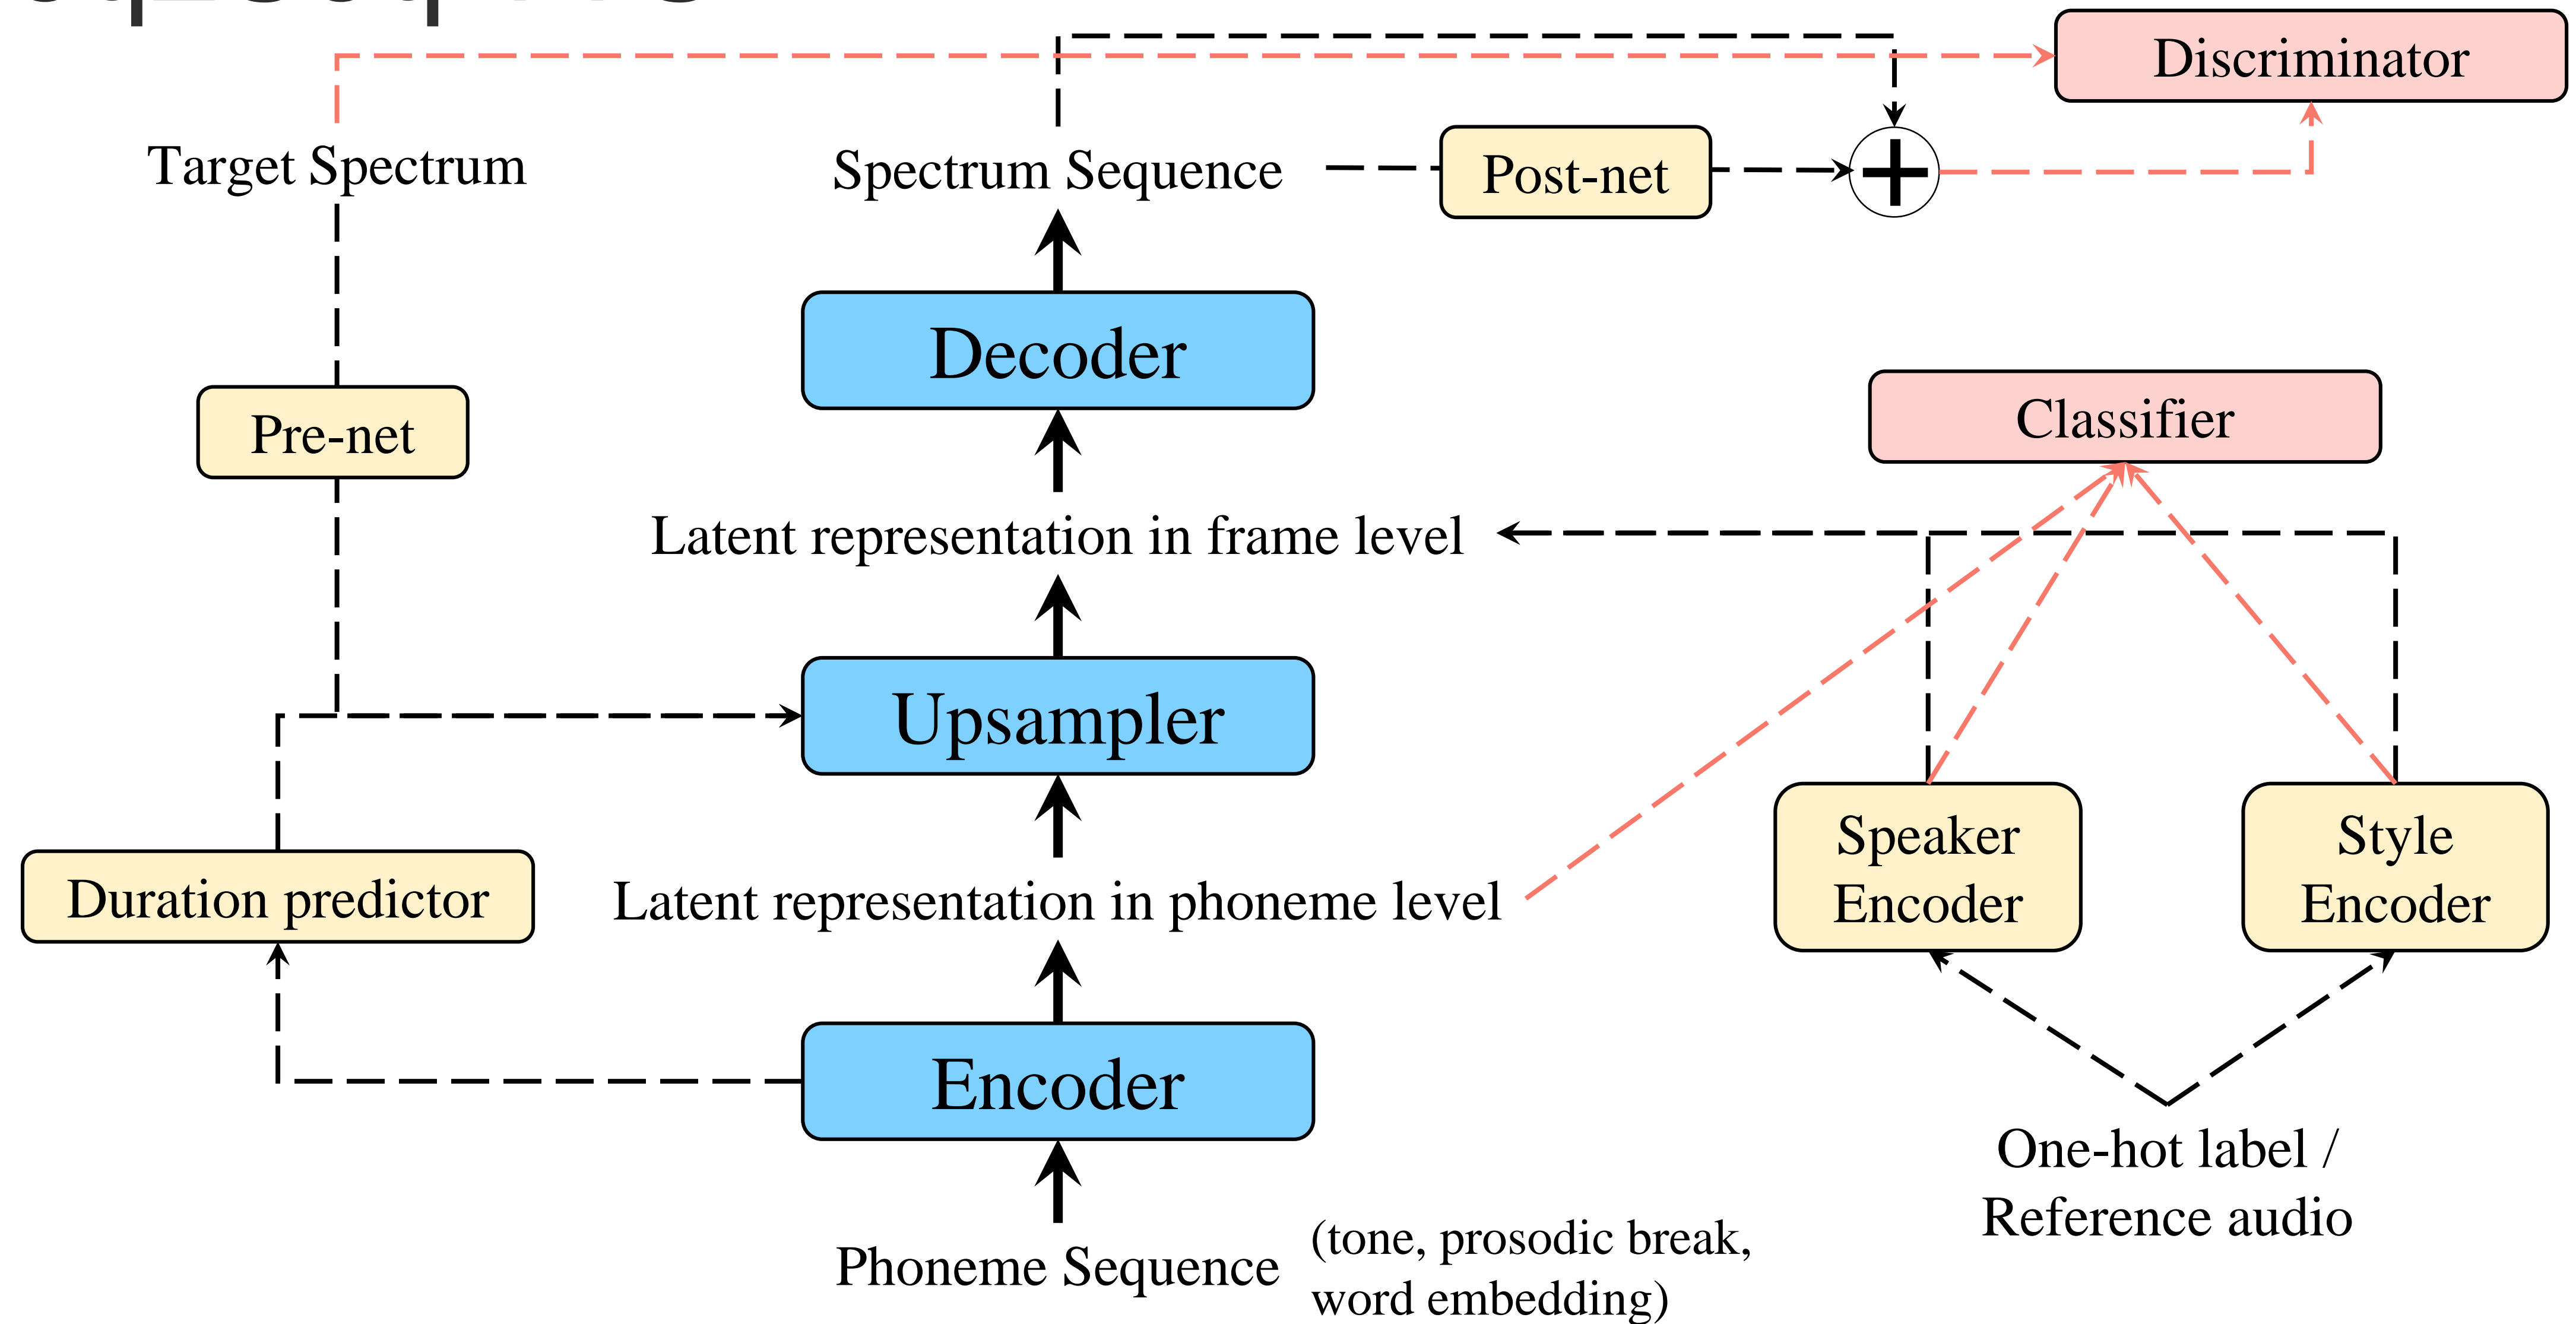 Discriminator
Target Spectrum
Spectrum Sequence
Post-net
Decoder
Pre-net
Classifier
Latent representation in frame level
Upsampler
Duration predictor
Latent representation in phoneme level
Speaker
Encoder
Style
Encoder
Encoder
One-hot label /
Reference audio
Phoneme Sequence
(tone, prosodic break,
word embedding)